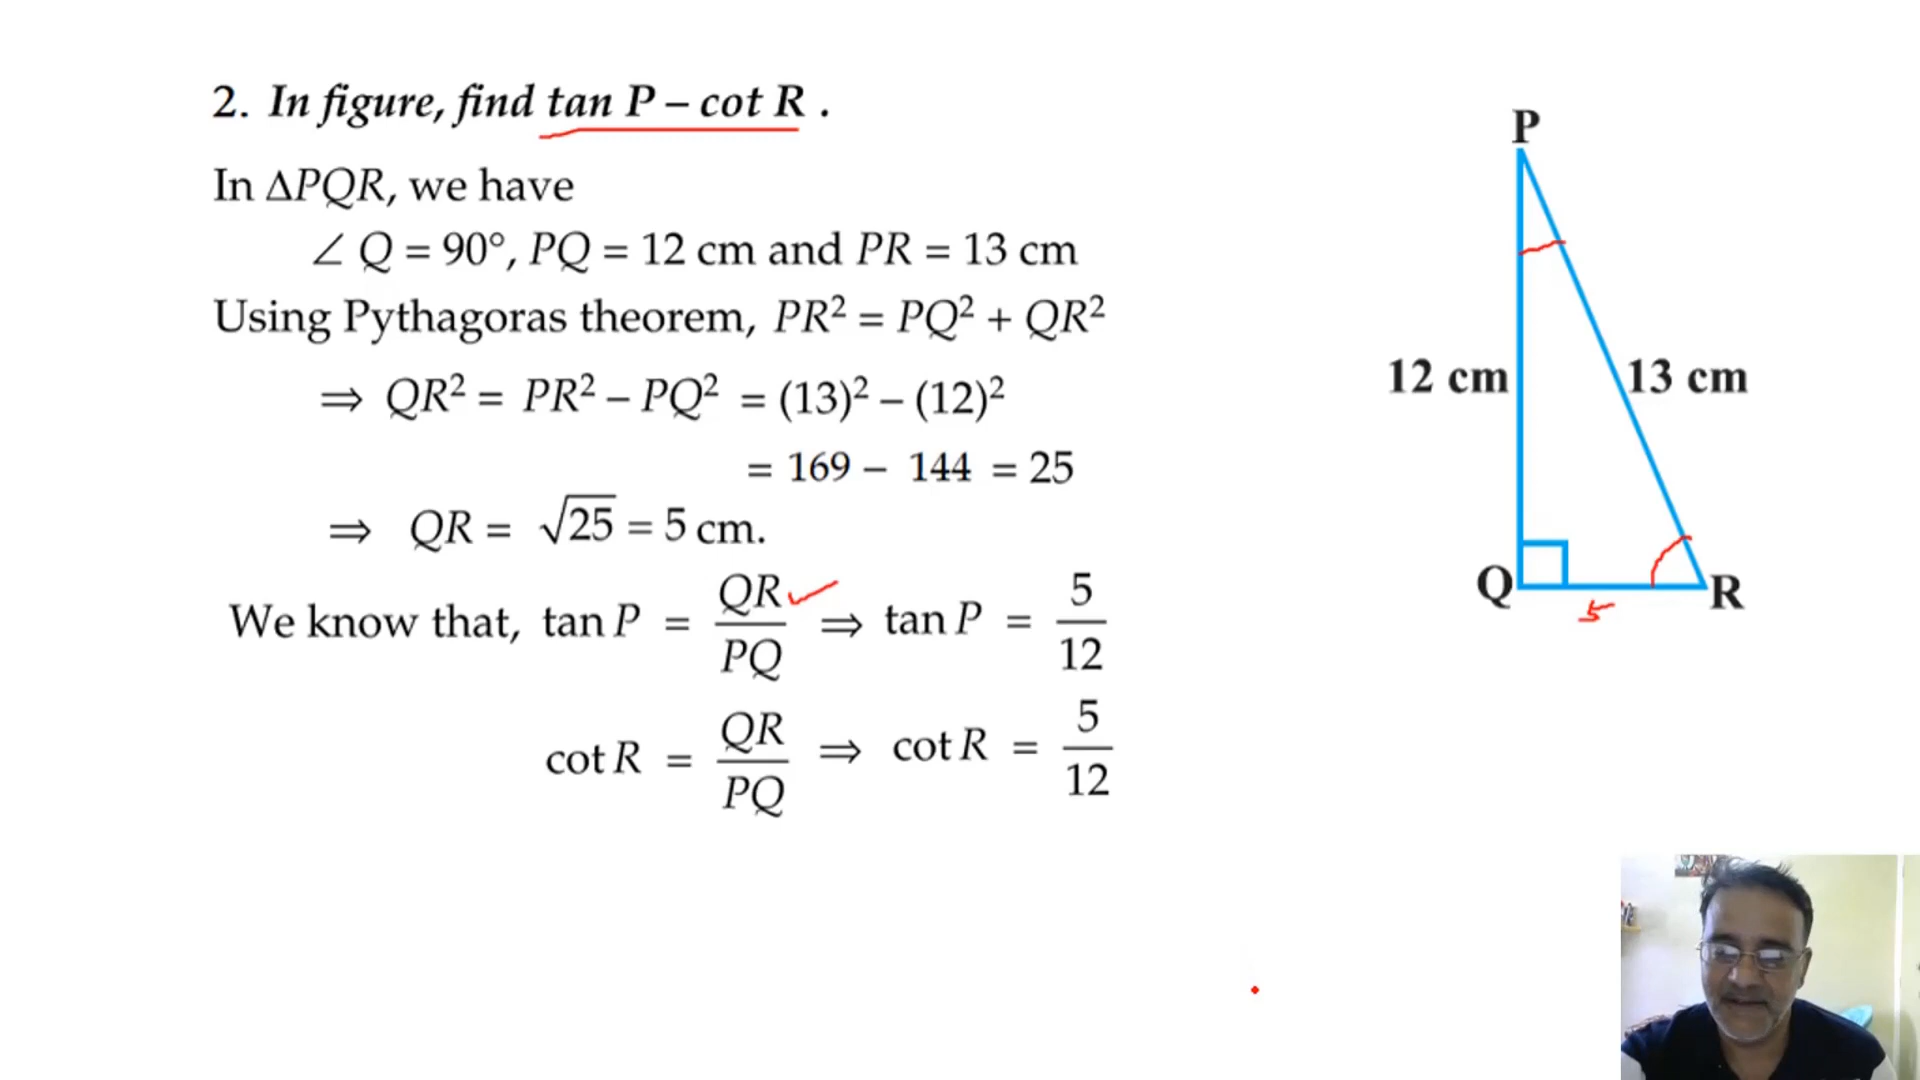 2. In figure, find tan P – cot R .
In ΔPQR, we have
∠ Q = 90°, PQ = 12 cm and PR = 13 cm
Using Pythagoras theorem, PR² = PQ² + QR²
⇒ QR² = PR² – PQ² = (13)² – (12)²
= 169 – 144 = 25
⇒ QR = √25 = 5 cm.
We know that, tan P = QR/PQ ⇒ tan P = 5/12
cot R = QR/PQ ⇒ cot R = 5/12
P
12 cm
13 cm
Q
R
5